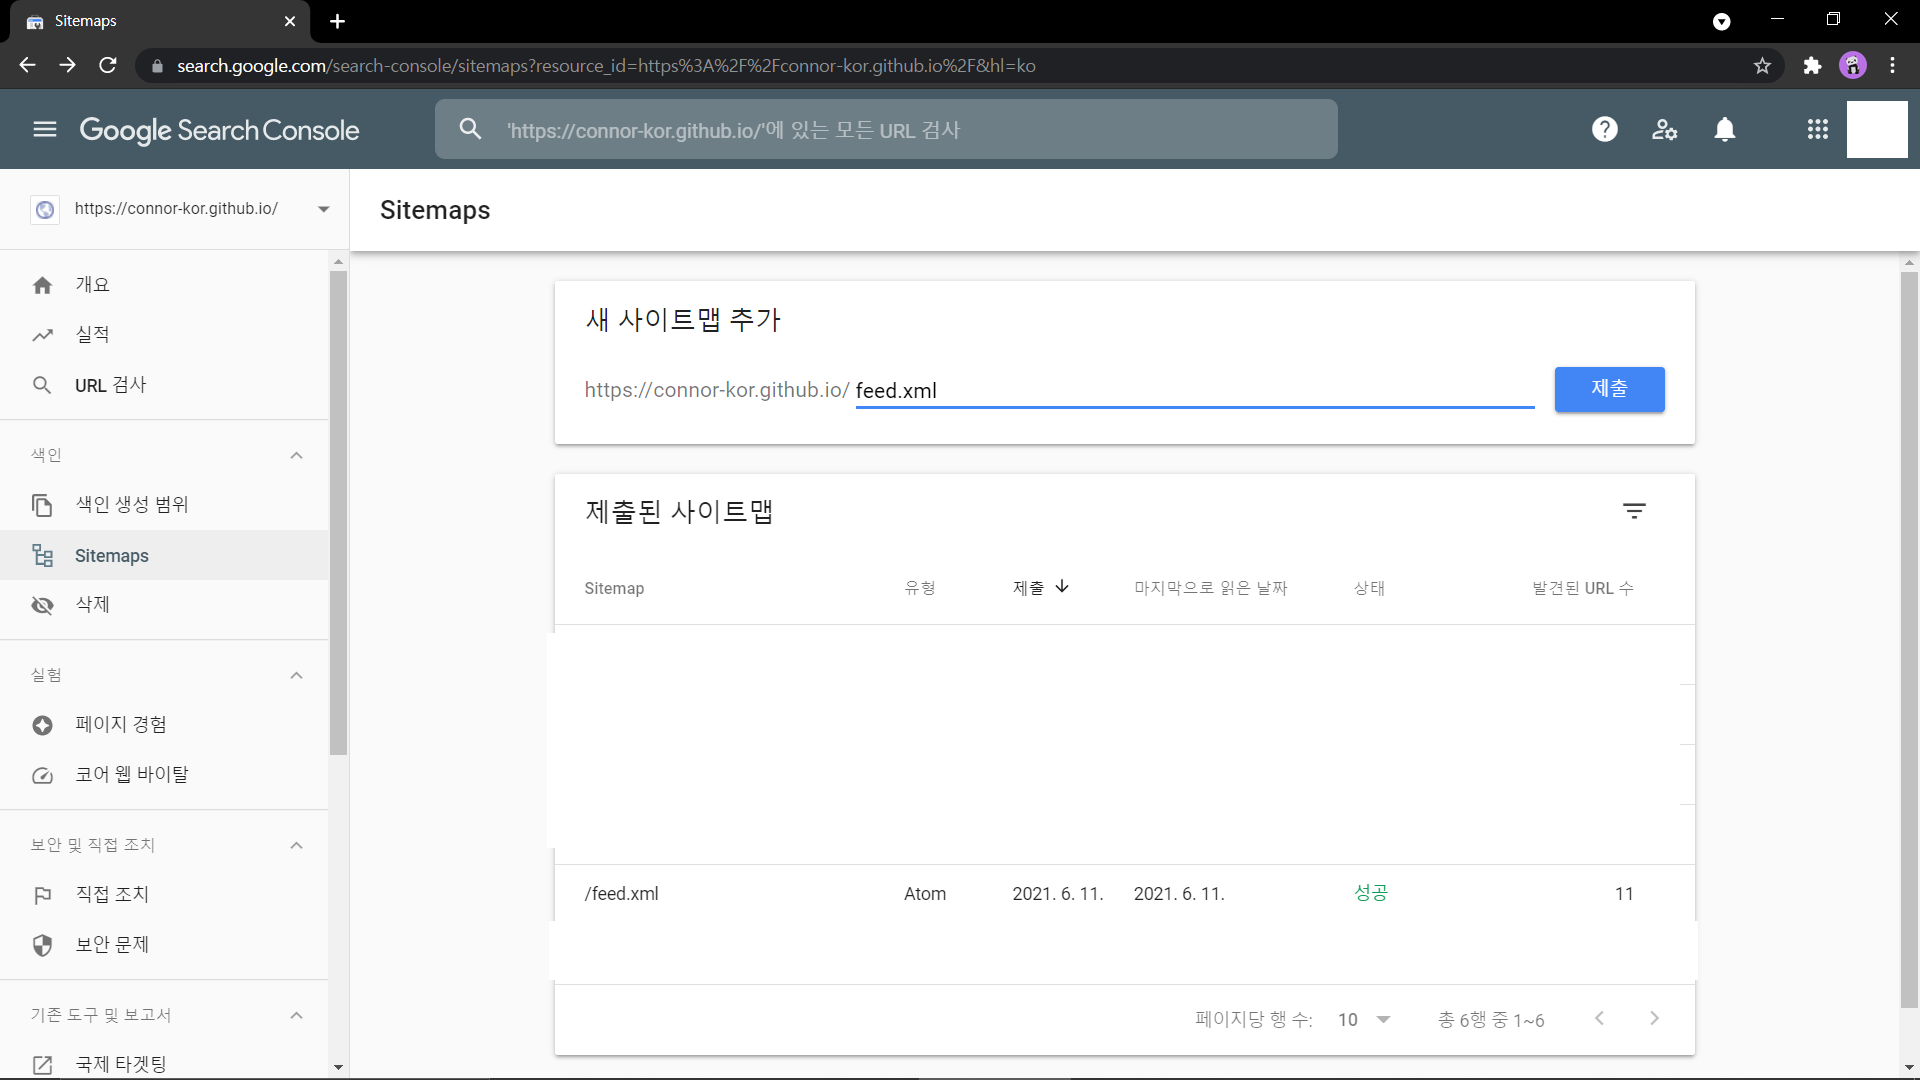 Sitemaps
search.google.com/search-console/sitemaps?resource_id=https%3A%2F%2Fconnor-kor.github.io%2F&hl=ko
Google Search Console
'https://connor-kor.github.io/'에 있는 모든 URL 검사
https://connor-kor.github.io/
Sitemaps
개요
실적
URL 검사
색인
색인 생성 범위
Sitemaps
삭제
실험
페이지 경험
코어 웹 바이탈
보안 및 직접 조치
직접 조치
보안 문제
기존 도구 및 보고서
국제 타겟팅
새 사이트맵 추가
https://connor-kor.github.io/ feed.xml
제출
제출된 사이트맵
Sitemap 유형 제출 마지막으로 읽은 날짜 상태 발견된 URL 수
/feed.xml Atom 2021. 6. 11. 2021. 6. 11. 성공 11
페이지당 행 수: 10 총 6행 중 1~6